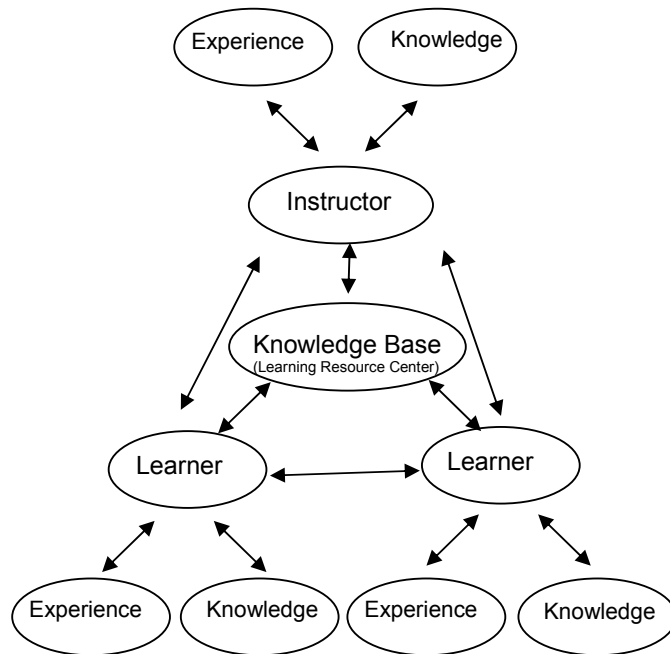 Experience
Knowledge
Instructor
Knowledge Base
(Learning Resource Center)
Learner
Learner
Experience
Knowledge
Experience
Knowledge